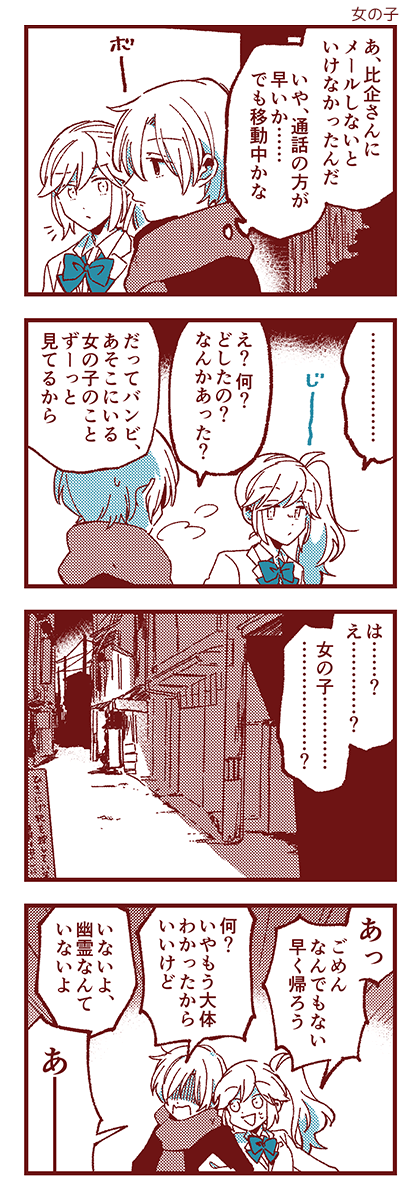 女の子
あ、比企さんに
メールしないと
いけなかったんだ
いや、通話の方が
早いか……
でも移動中かな
ボー
…………
じー
え？何？
どしたの？
なんかあった？
だってバンビ、
あそこにいる
女の子のこと
ずーっと
見てるから
は……？
え…………？
女の子…………
…………………？
あっ
ごめん
なんでもない
早く帰ろう
何？
いやもう大体
わかったから
いいけど
いないよ、
幽霊なんて
いないよ
あー